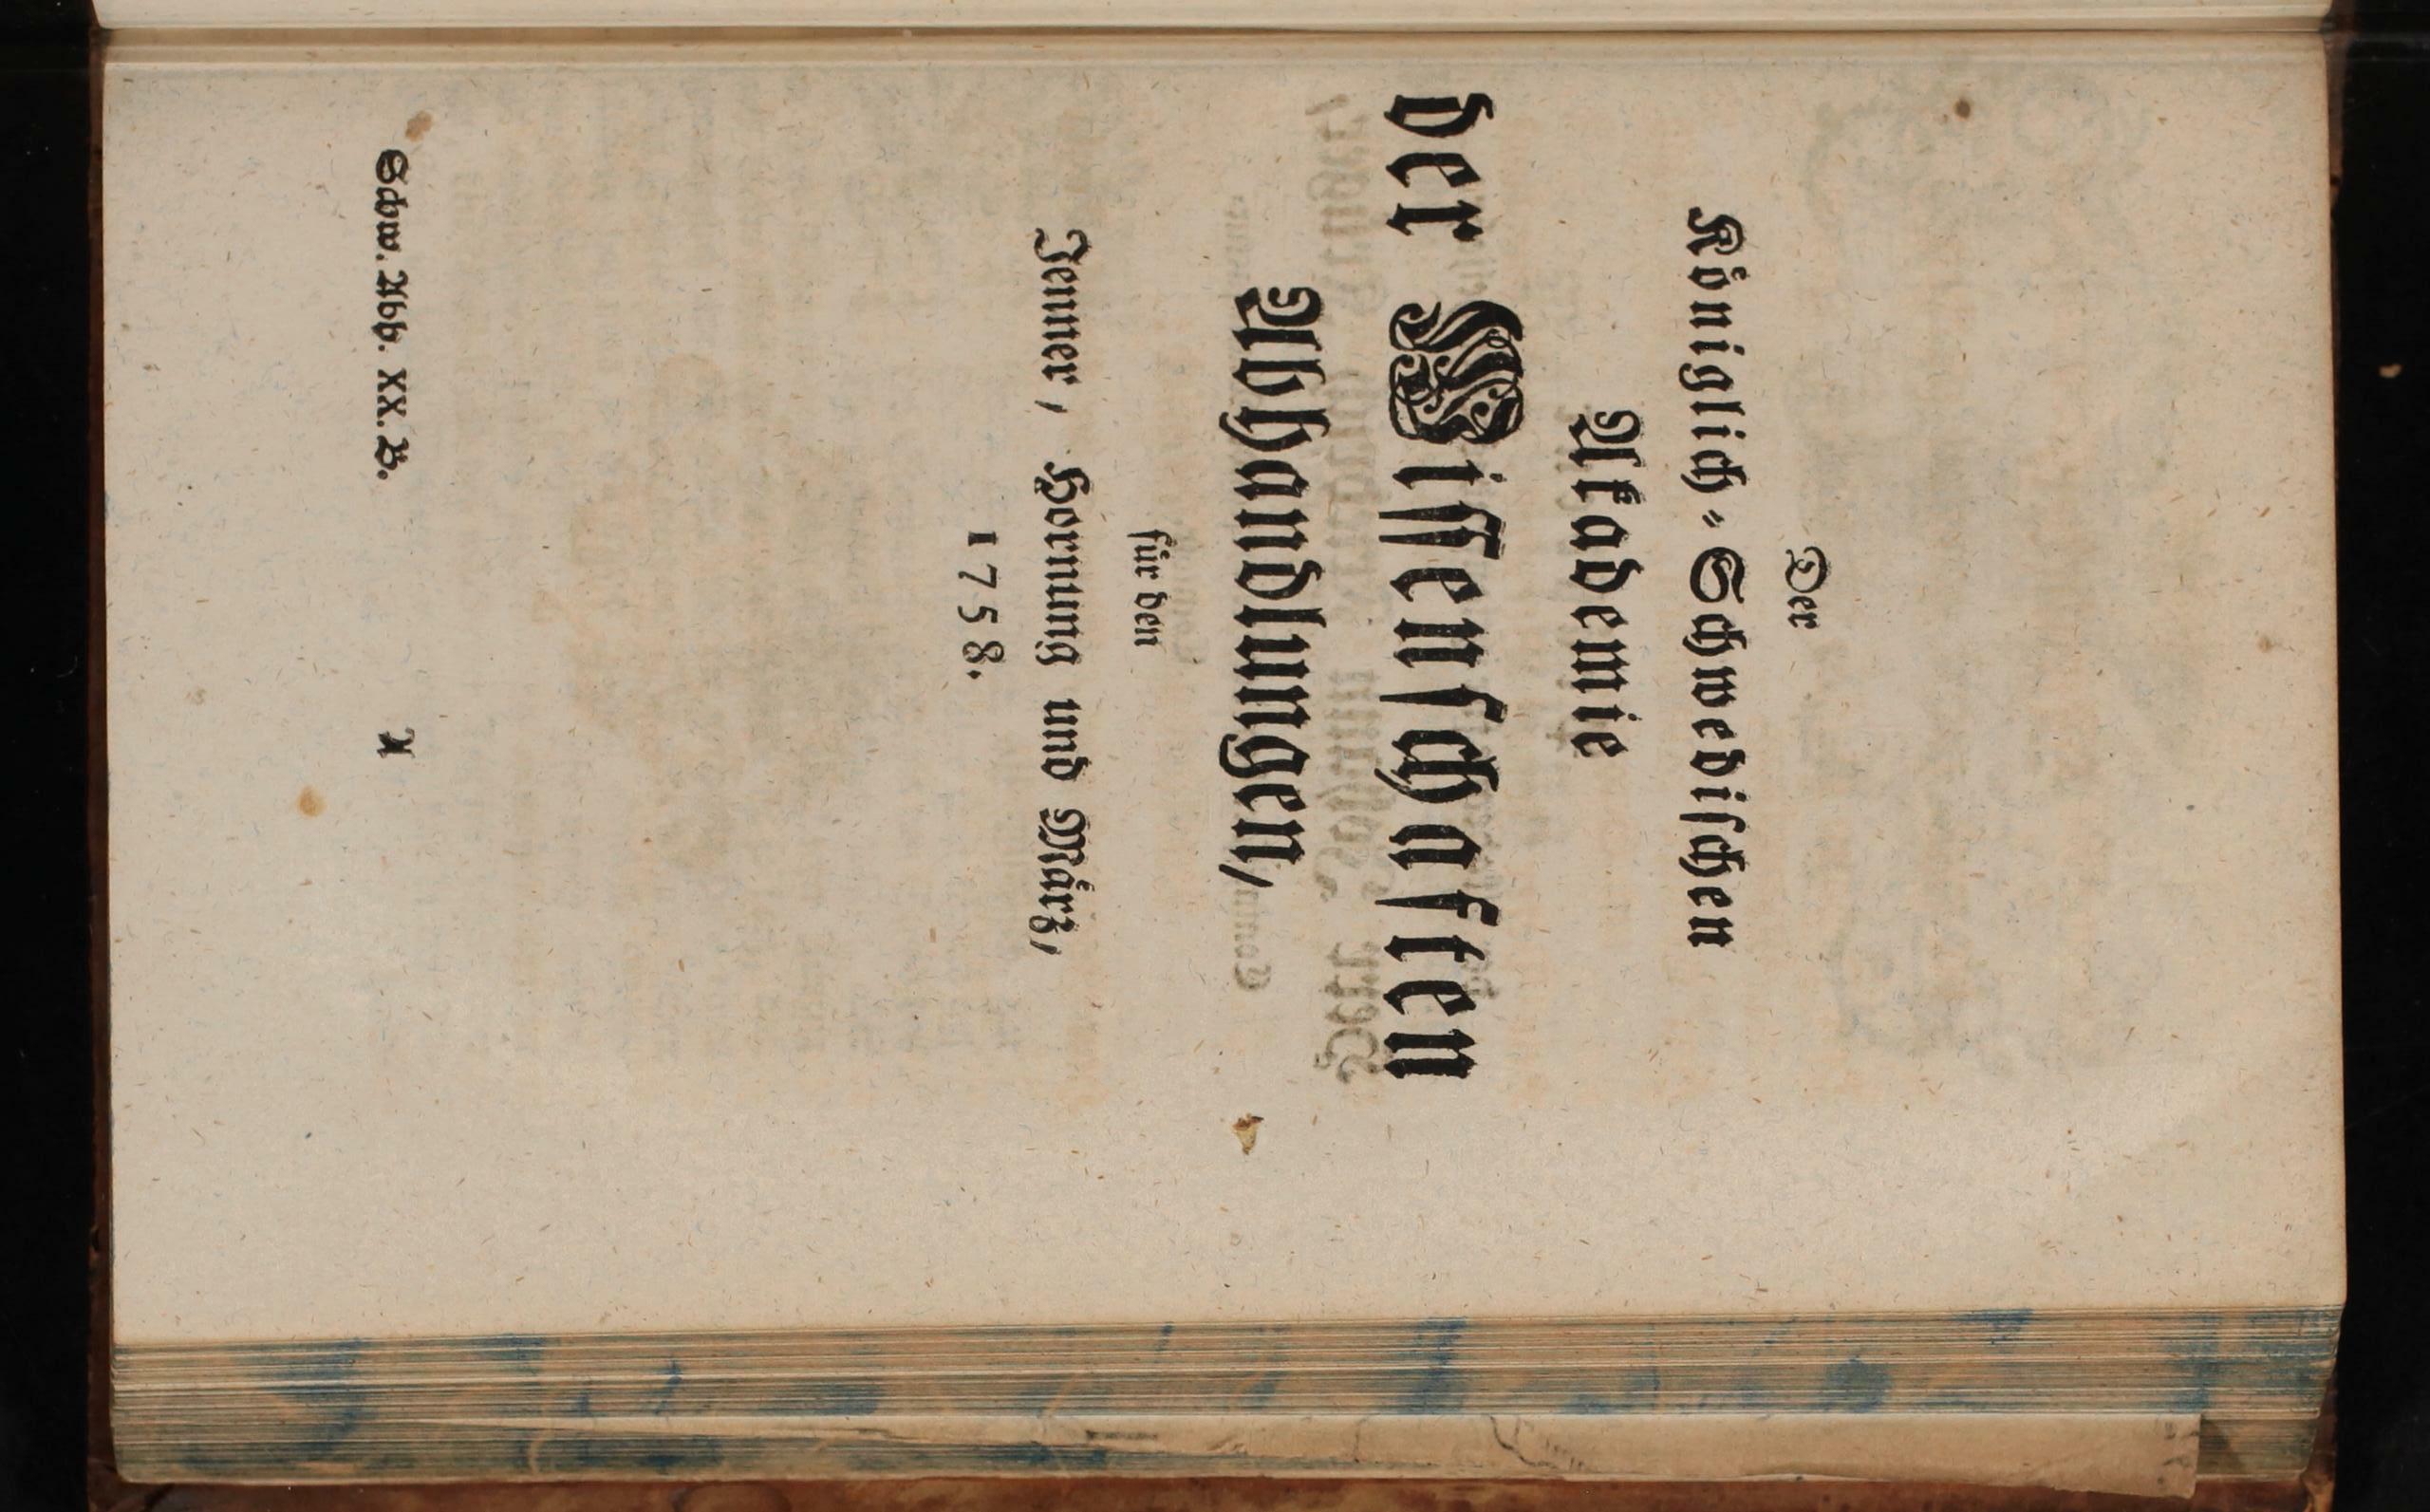 Der
Königlich-Schwedischen
Akademie
der Wissenschaften
Abhandlungen,
für den
Jenner, Hornung und März,
1758.
Schw. Abh. XX. B. A